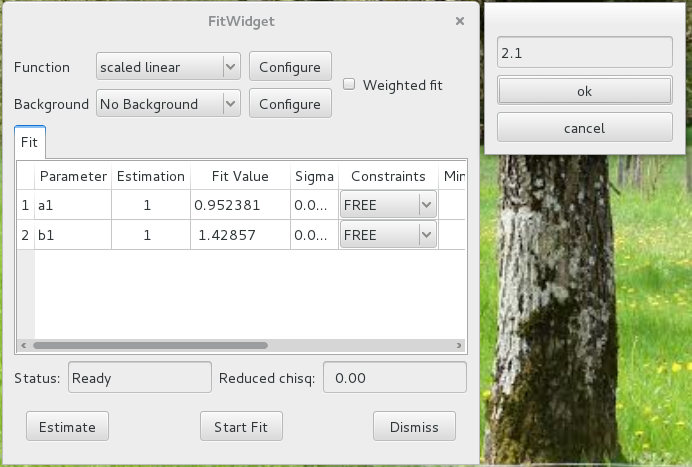 FitWidget
Function scaled linear Configure
Weighted fit
Background No Background Configure
Fit
Parameter Estimation Fit Value Sigma Constraints Min
1 a1 1 0.952381 0.0... FREE
2 b1 1 1.42857 0.0... FREE
Status: Ready Reduced chisq: 0.00
Estimate Start Fit Dismiss
2.1
ok
cancel